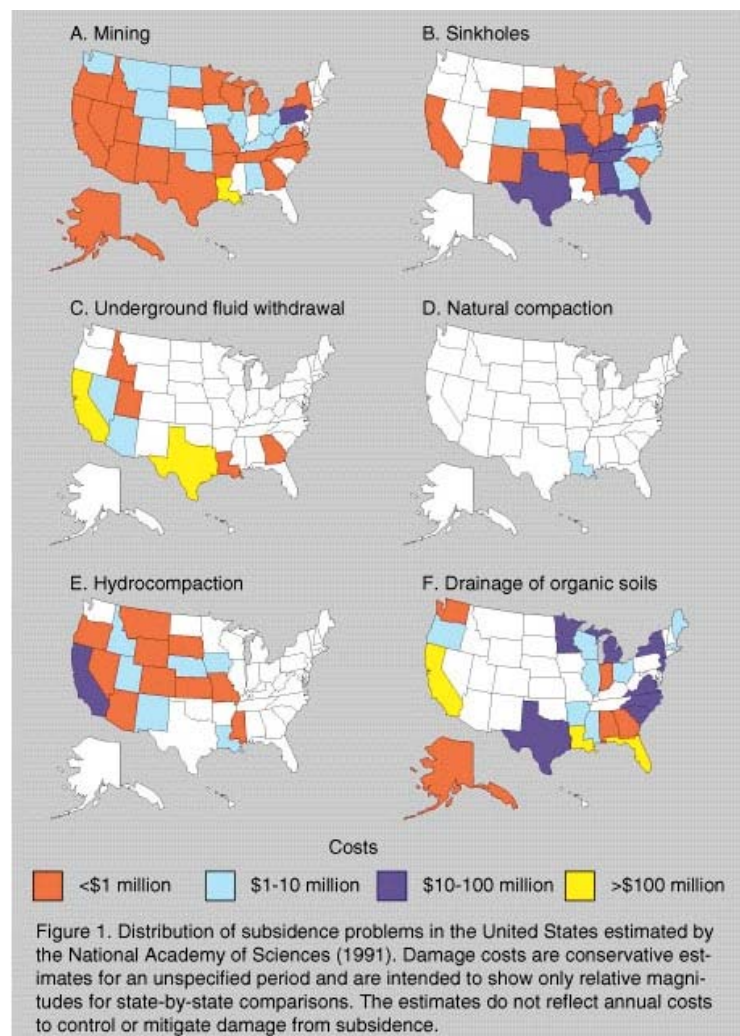 A. Mining
B. Sinkholes
C. Underground fluid withdrawal
D. Natural compaction
E. Hydrocompaction
F. Drainage of organic soils
Costs
<$1 million
$1-10 million
$10-100 million
>$100 million
Figure 1. Distribution of subsidence problems in the United States estimated by
the National Academy of Sciences (1991). Damage costs are conservative est-
imates for an unspecified period and are intended to show only relative magni-
tudes for state-by-state comparisons. The estimates do not reflect annual costs
to control or mitigate damage from subsidence.